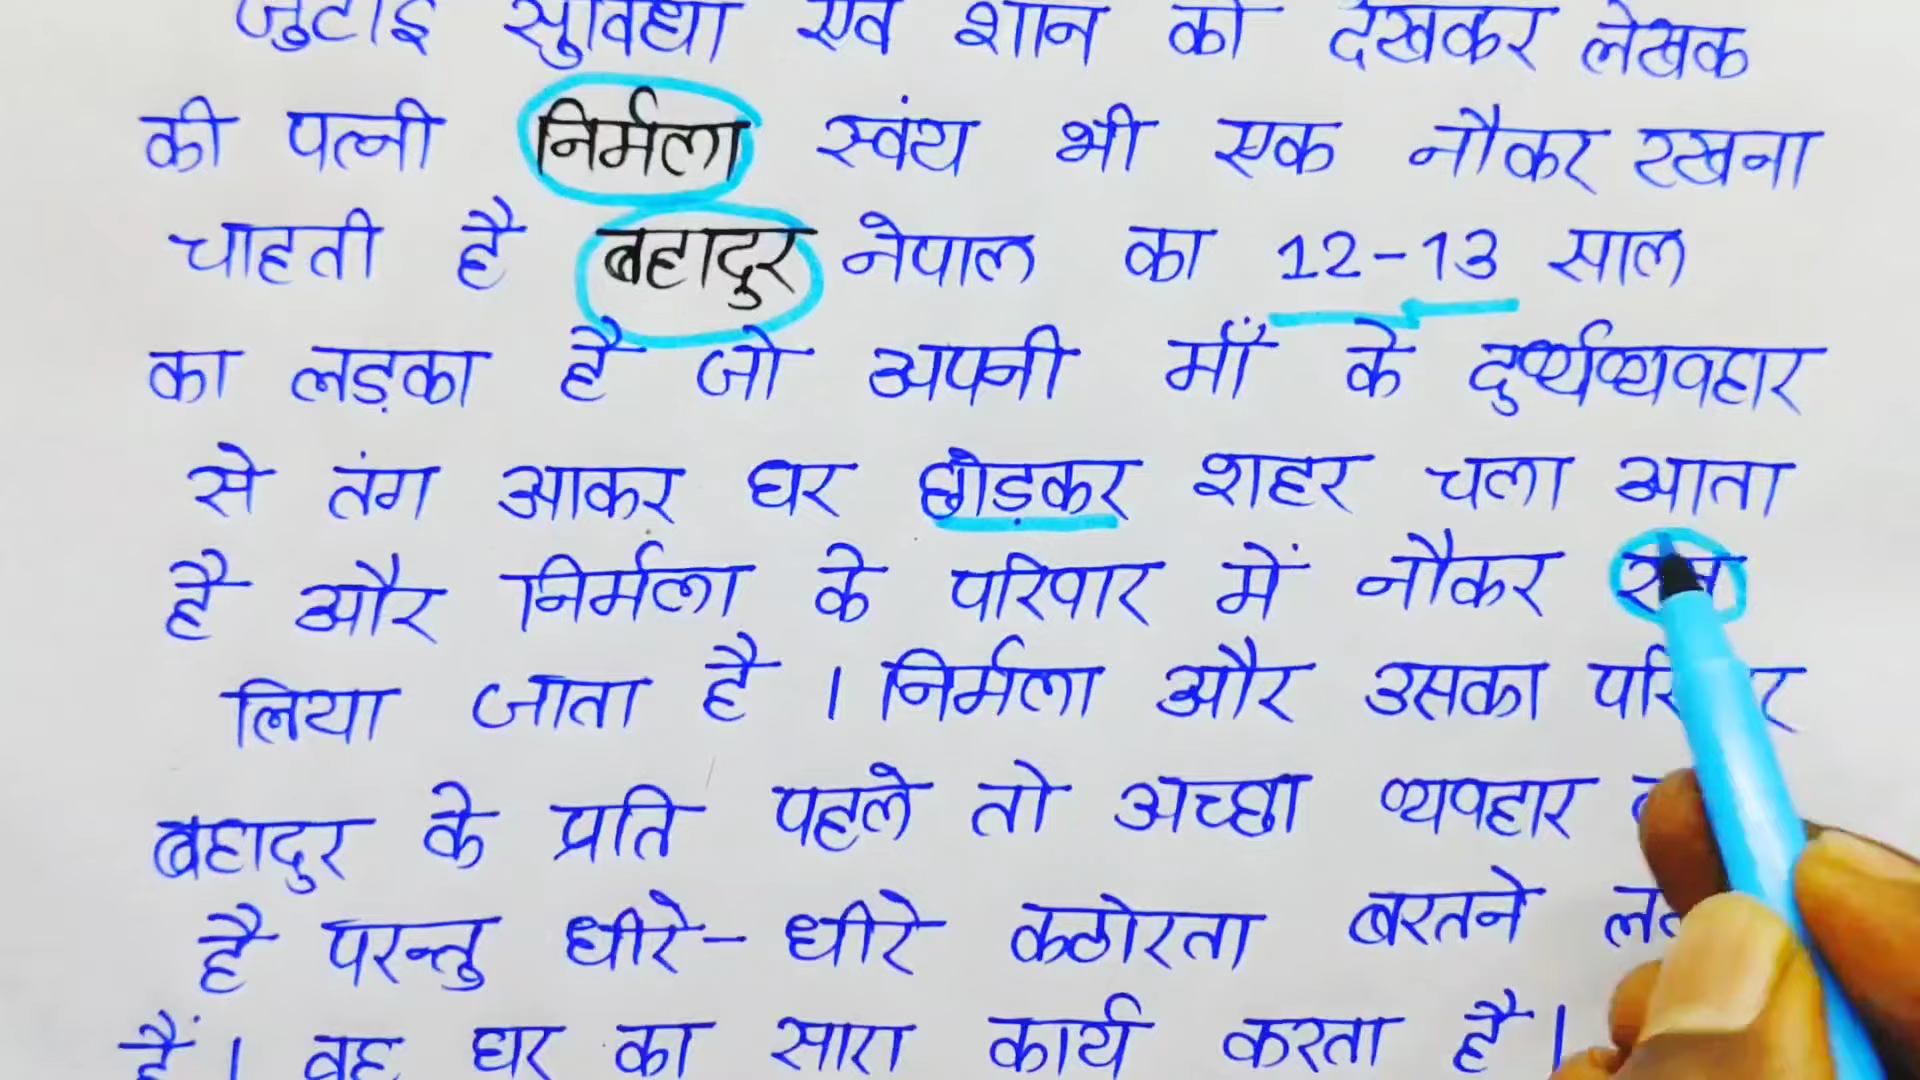 जुटाई सुविधा एवं शान को देखकर लेखक
की पत्नी निर्मला स्वंय भी एक नौकर रखना
चाहती है बहादुर नेपाल का 12-13 साल
का लड़का है जो अपनी माँ के दुर्व्यव्यवहार
से तंग आकर घर छोड़कर शहर चला आता
है और निर्मला के परिवार में नौकर
लिया जाता है । निर्मला और उसका
बहादुर के प्रति पहले तो अच्छा व्यवहार
है परन्तु धीरे-धीरे कठोरता बरतने
हैं । वह घर का सारा कार्य करता है ।